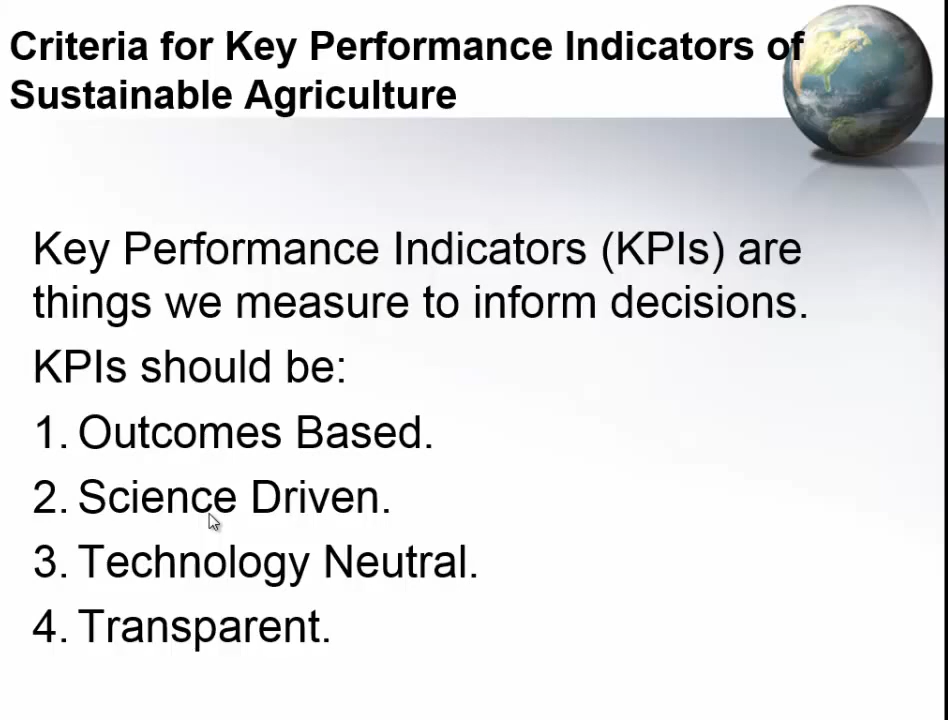 Criteria for Key Performance Indicators of
Sustainable Agriculture
Key Performance Indicators (KPIs) are
things we measure to inform decisions.
KPIs should be:
1. Outcomes Based.
2. Science Driven.
3. Technology Neutral.
4. Transparent.